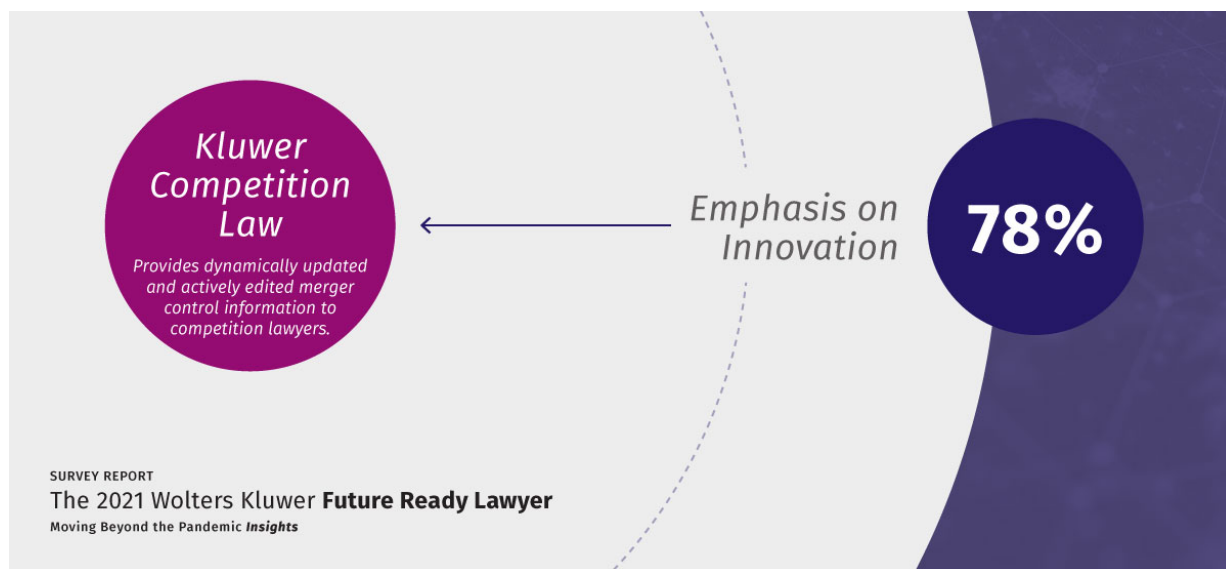 Kluwer
Competition
Law
Provides dynamically updated
and actively edited merger
control information to
competition lawyers.
Emphasis on
Innovation
78%
SURVEY REPORT
The 2021 Wolters Kluwer Future Ready Lawyer
Moving Beyond the Pandemic Insights